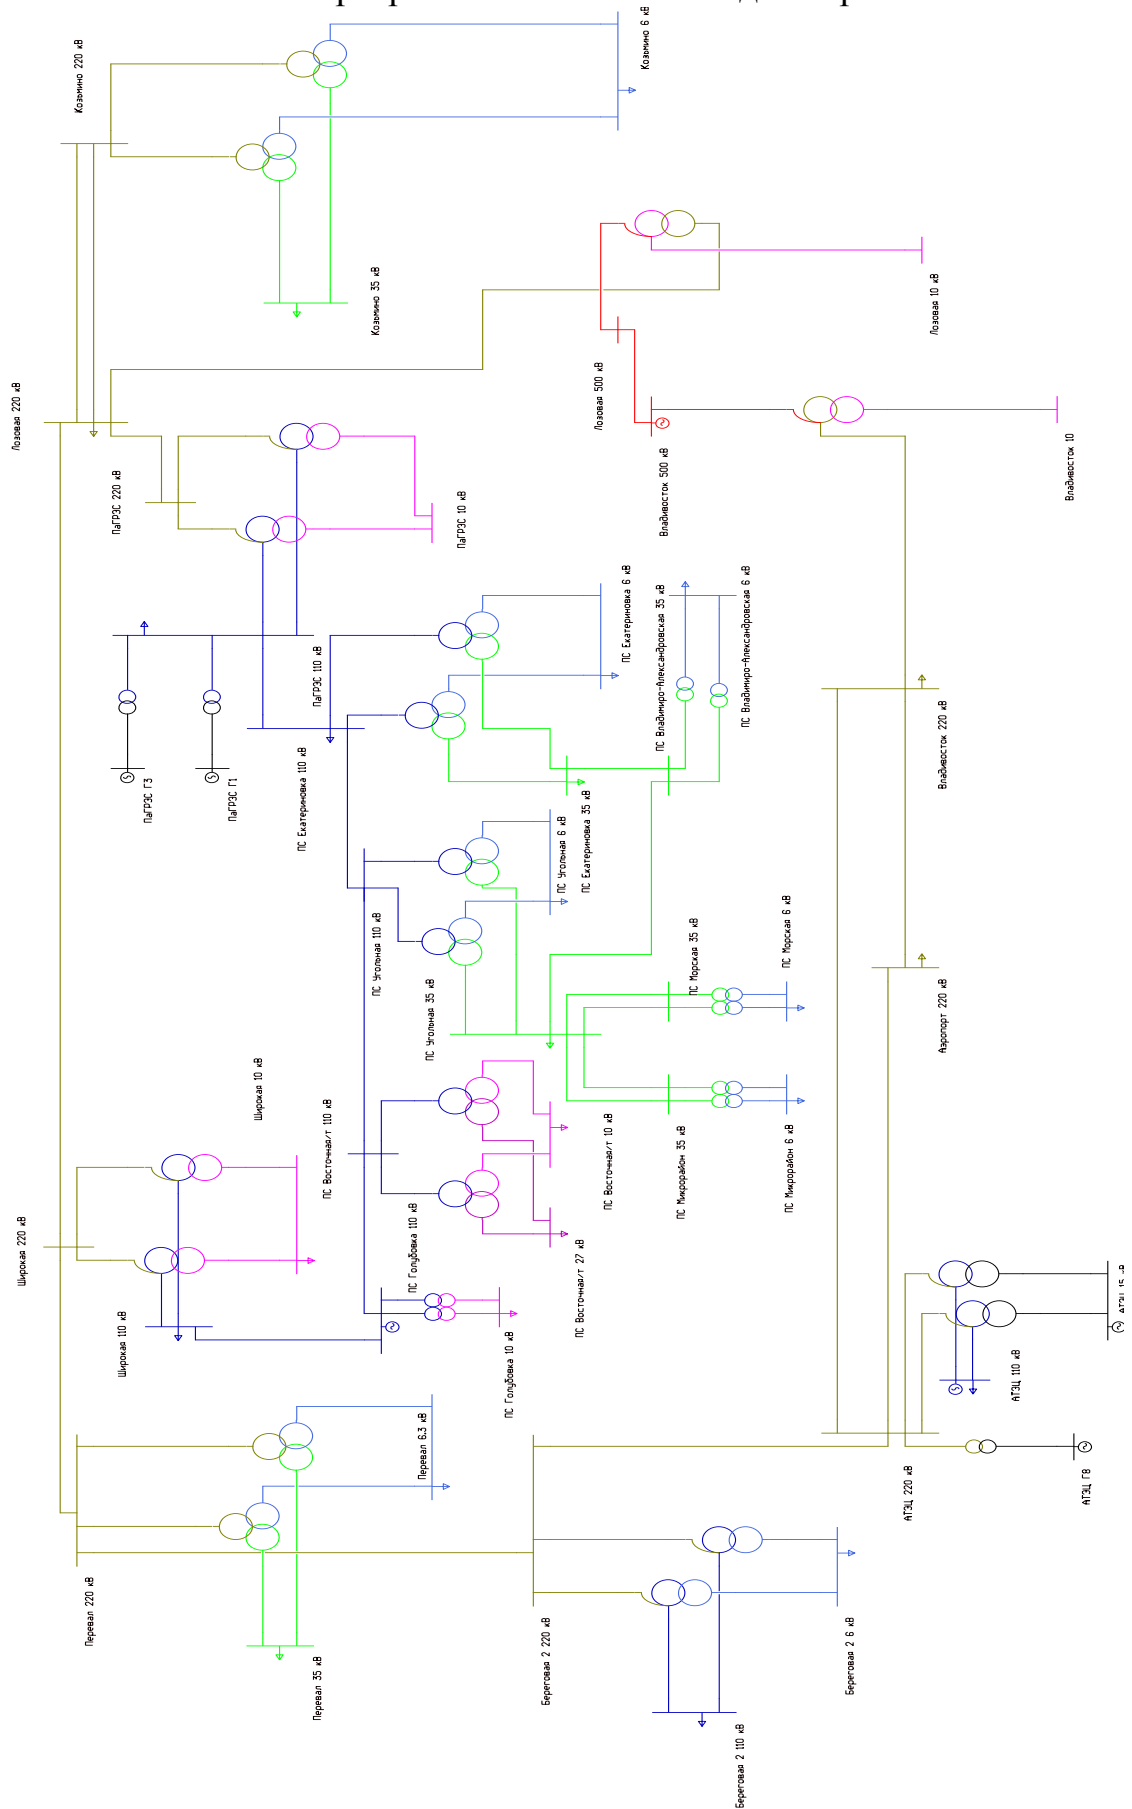 Козьмино 220 кВ
Козьмино 6 кВ
Козьмино 35 кВ
Лозовая 220 кВ
Лозовая 10 кВ
Лозовая 500 кВ
Владивосток 500 кВ
Владивосток 10
ПаГРЭС 220 кВ
ПаГРЭС 10 кВ
ПаГРЭС 110 кВ
ПаГРЭС Г3
ПаГРЭС Г1
ПС Екатериновка 110 кВ
ПС Екатериновка 6 кВ
ПС Екатериновка 35 кВ
ПС Владимиро-Александровская 35 кВ
ПС Владимиро-Александровская 6 кВ
Владивосток 220 кВ
ПС Угольная 110 кВ
ПС Угольная 6 кВ
ПС Угольная 35 кВ
ПС Морская 35 кВ
ПС Морская 6 кВ
Аэропорт 220 кВ
Широкая 220 кВ
Широкая 10 кВ
Широкая 110 кВ
ПС Восточная/т 110 кВ
ПС Восточная/т 10 кВ
ПС Восточная/т 27 кВ
ПС Микрорайон 35 кВ
ПС Микрорайон 6 кВ
ПС Голубовка 110 кВ
ПС Голубовка 10 кВ
АТЭЦ 110 кВ
АТЭЦ 15 кВ
АТЭЦ 220 кВ
АТЭЦ Г8
Перевал 220 кВ
Перевал 6.3 кВ
Перевал 35 кВ
Береговая 2 220 кВ
Береговая 2 6 кВ
Береговая 2 110 кВ